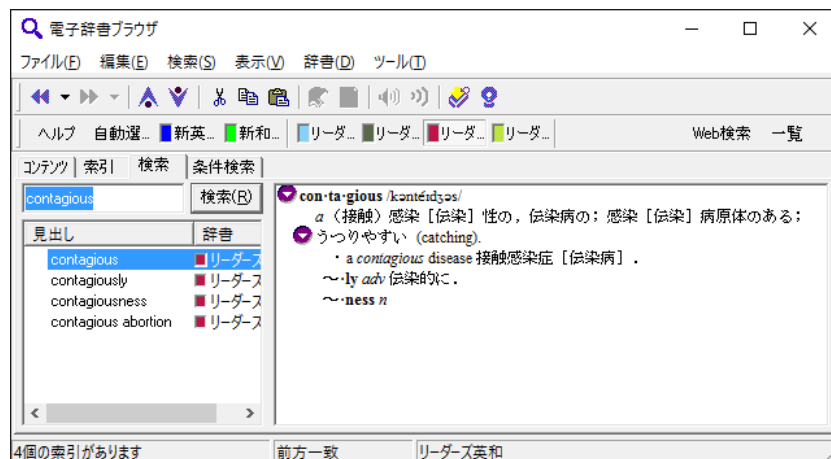 電子辞書ブラウザ
ファイル(F) 編集(E) 検索(S) 表示(V) 辞書(D) ツール(T)
ヘルプ 自動選... 新英... 新和... リーダ... リーダ... リーダ... リーダ... Web検索 一覧
コンテンツ 索引 検索 条件検索
contagious 検索(R)
見出し 辞書
contagious リーダーズ
contagiously リーダーズ
contagiousness リーダーズ
contagious abortion リーダーズ
con·ta·gious /kəntéɪdʒəs/
a (接触) 感染 [伝染] 性の, 伝染病の; 感染 [伝染] 病原体のある;
うつりやすい (catching).
・a contagious disease 接触感染症 [伝染病] .
～·ly adv 伝染的に.
～·ness n
4個の索引があります 前方一致 リーダーズ英和